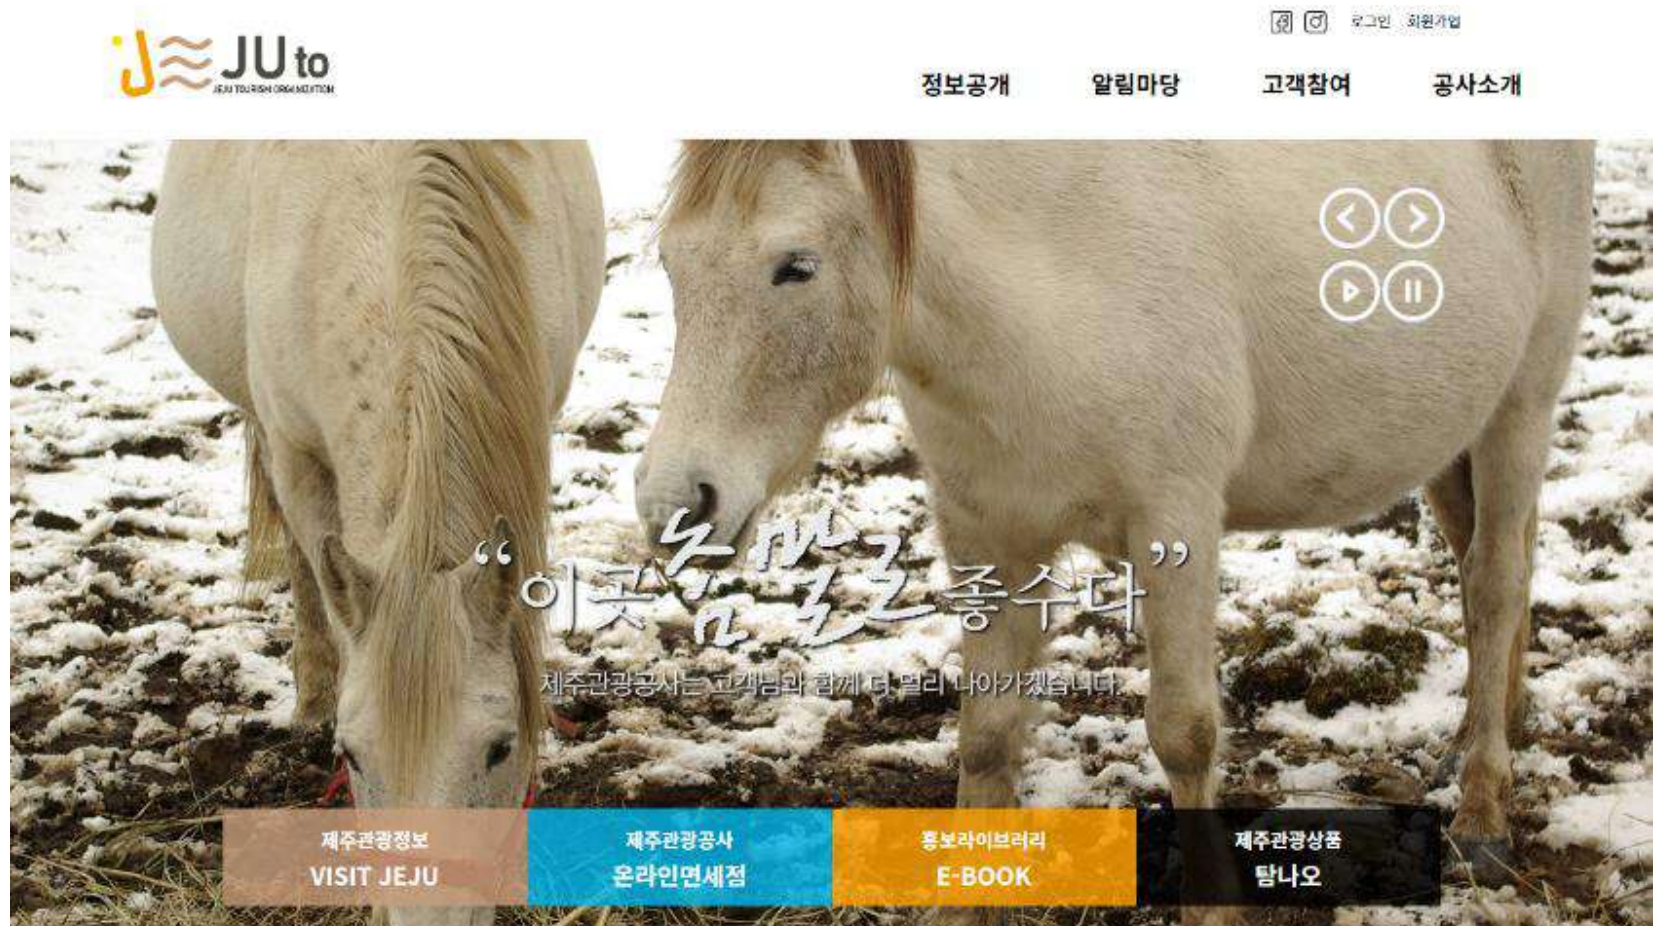 JEJU to
JEJU TOURISM ORGANIZATION
로그인 회원가입
정보공개 알림마당 고객참여 공사소개
“이곳 촘말로 좋수다”
제주관광공사는 고객님과 함께 더 멀리 나아가겠습니다.
제주관광정보
VISIT JEJU
제주관광공사
온라인면세점
홍보라이브러리
E-BOOK
제주관광상품
탐나오